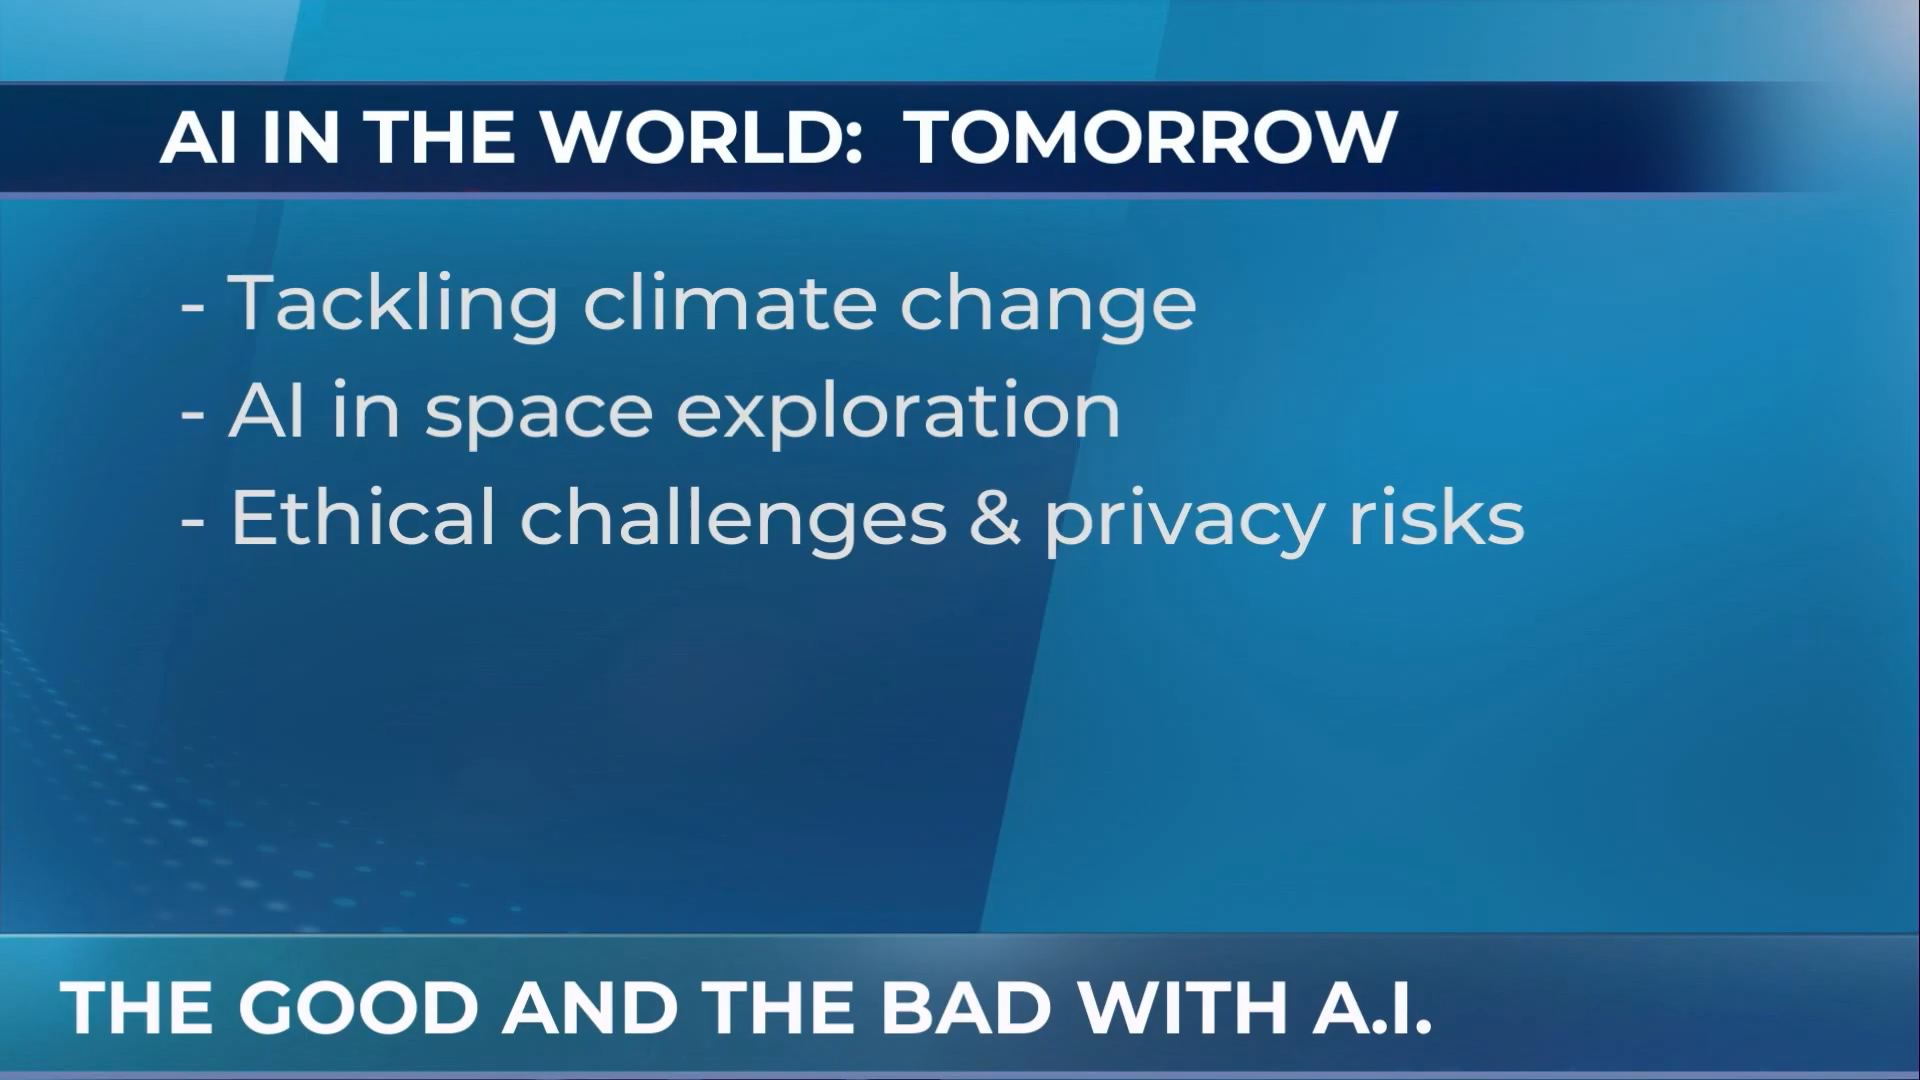 AI IN THE WORLD:  TOMORROW
- Tackling climate change
- AI in space exploration
- Ethical challenges & privacy risks
THE GOOD AND THE BAD WITH A.I.